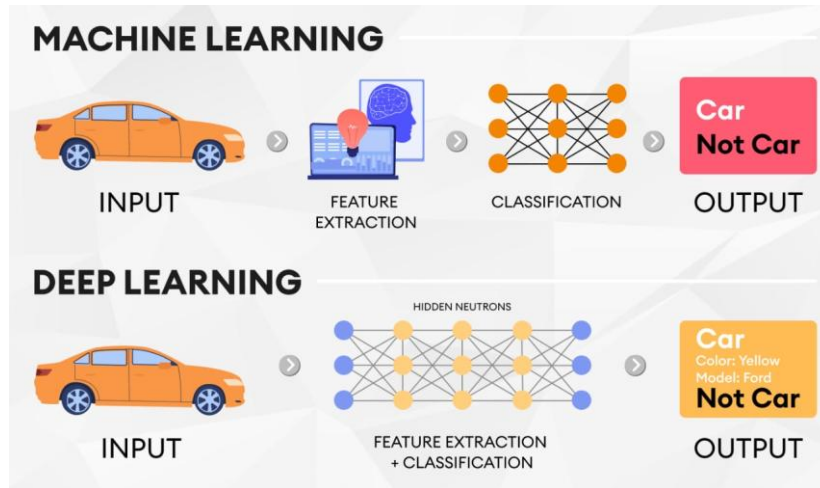 MACHINE LEARNING
INPUT
FEATURE
EXTRACTION
CLASSIFICATION
Car
Not Car
OUTPUT
DEEP LEARNING
INPUT
HIDDEN NEUTRONS
FEATURE EXTRACTION
+ CLASSIFICATION
Car
Color: Yellow
Model: Ford
Not Car
OUTPUT